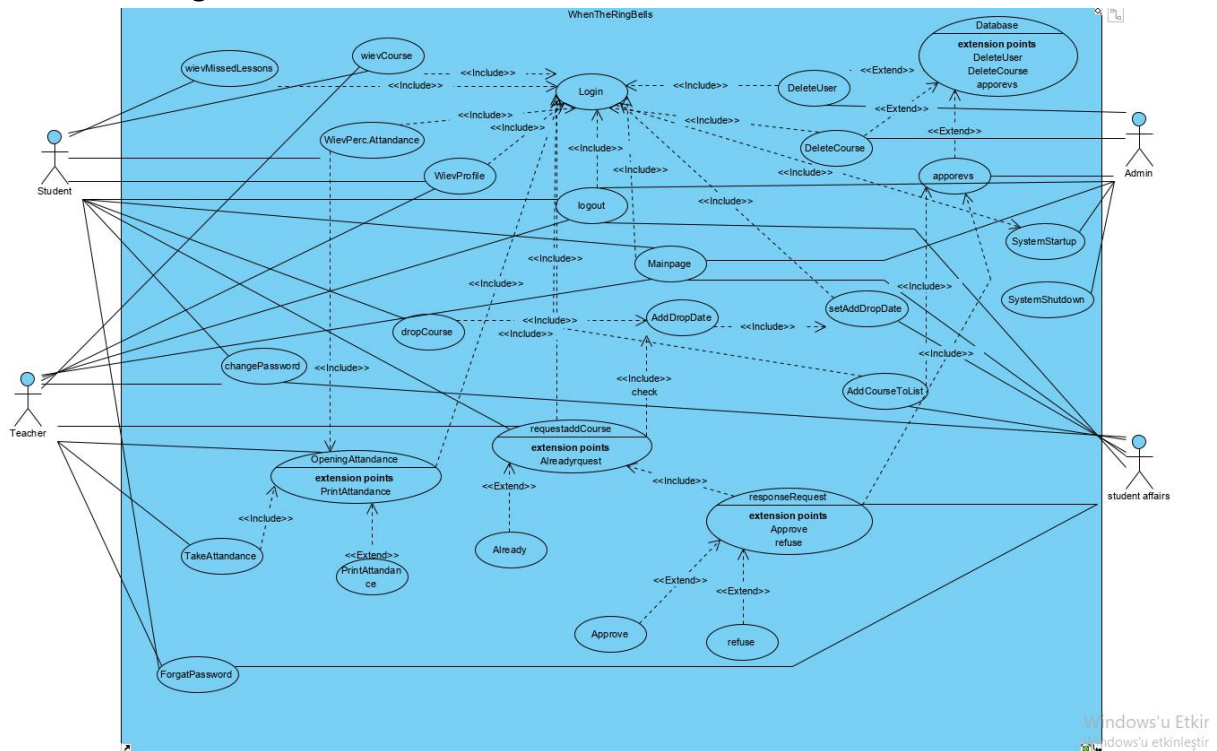 WhenTheRingBells
Database
extension points
DeleteUser
DeleteCourse
apporevs
wievCourse
wievMissedLessons
<<Include>>
<<Include>>
Login
<<Include>>
DeleteUser
<<Extend>>
<<Extend>>
<<Include>>
<<Include>>
<<Include>>
<<Extend>>
WievPerc.Attandance
DeleteCourse
<<Include>>
<<Include>>
<<Include>>
WievProfile
apporevs
Student
Admin
logout
<<Include>>
SystemStartup
Mainpage
<<Include>>
<<Include>>
<<Include>>
SystemShutdown
setAddDropDate
AddDropDate
<<Include>>
<<Include>>
<<Include>>
dropCourse
<<Include>>
changePassword
<<Include>>
<<Include>>
check
AddCourseToList
Teacher
requestaddCourse
extension points
Alreadyrquest
OpeningAttandance
extension points
PrintAttandance
<<Extend>>
<<Include>>
responseRequest
extension points
Approve
refuse
student affairs
<<Include>>
TakeAttandance
<<Extend>>
PrintAttandan
ce
Already
<<Extend>>
<<Extend>>
Approve
refuse
ForgatPassword
Windows'u Etkir
Windows'u etkinleştir